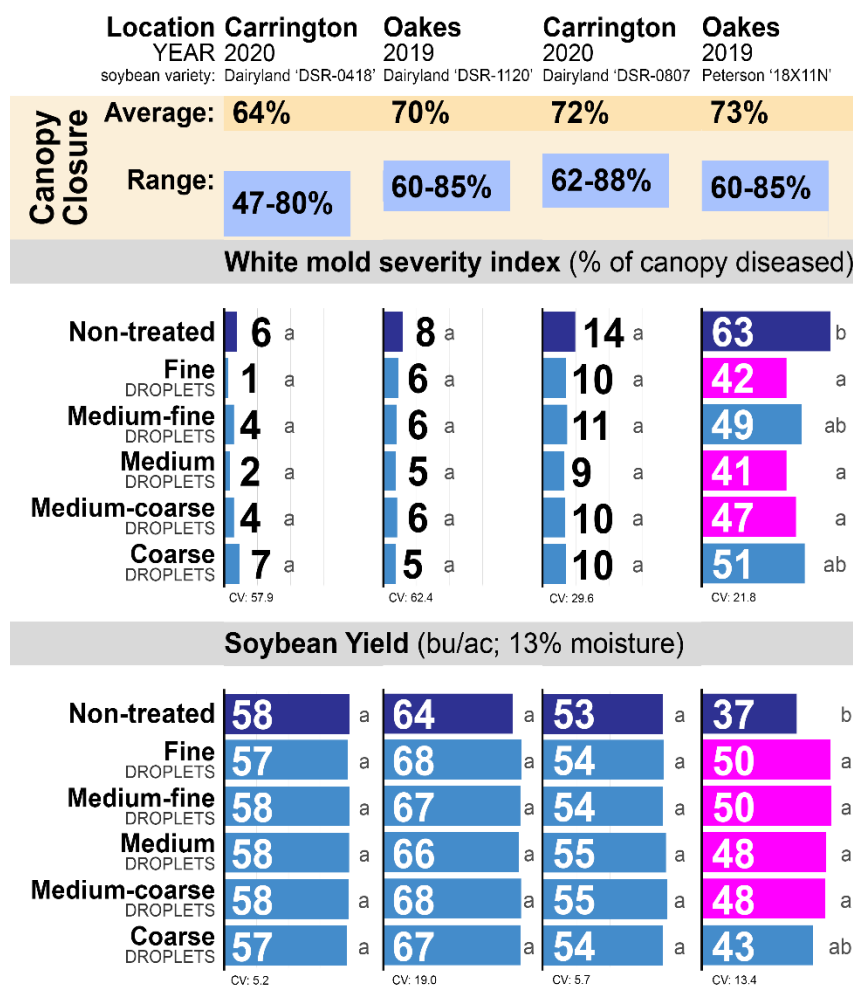 Location Carrington Oakes Carrington Oakes
YEAR 2020 2019 2020 2019
soybean variety: Dairyland ‘DSR-0418’ Dairyland ‘DSR-1120’ Dairyland ‘DSR-0807 Peterson ‘18X11N’
Canopy Closure
Average: 64% 70% 72% 73%
Range: 47-80% 60-85% 62-88% 60-85%
White mold severity index (% of canopy diseased)
Non-treated 6 a 8 a 14 a 63 b
Fine DROPLETS 1 a 6 a 10 a 42 a
Medium-fine DROPLETS 4 a 6 a 11 a 49 ab
Medium DROPLETS 2 a 5 a 9 a 41 a
Medium-coarse DROPLETS 4 a 6 a 10 a 47 a
Coarse DROPLETS 7 a 5 a 10 a 51 ab
CV: 57.9 CV: 62.4 CV: 29.6 CV: 21.8
Soybean Yield (bu/ac; 13% moisture)
Non-treated 58 a 64 a 53 a 37 b
Fine DROPLETS 57 a 68 a 54 a 50 a
Medium-fine DROPLETS 58 a 67 a 54 a 50 a
Medium DROPLETS 58 a 66 a 55 a 48 a
Medium-coarse DROPLETS 58 a 68 a 55 a 48 a
Coarse DROPLETS 57 a 67 a 54 a 43 ab
CV: 5.2 CV: 19.0 CV: 5.7 CV: 13.4